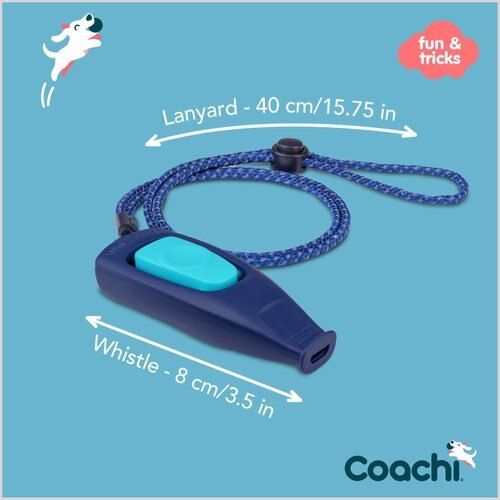 fun &
tricks
Lanyard - 40 cm/15.75 in
Whistle - 8 cm/3.5 in
Coachi